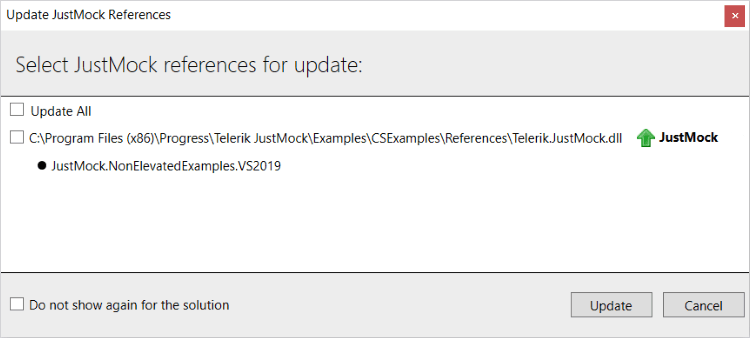 Update JustMock References
Select JustMock references for update:
Update All
C:\Program Files (x86)\Progress\Telerik JustMock\Examples\CSExamples\References\Telerik.JustMock.dll JustMock
JustMock.NonElevatedExamples.VS2019
Do not show again for the solution
Update Cancel